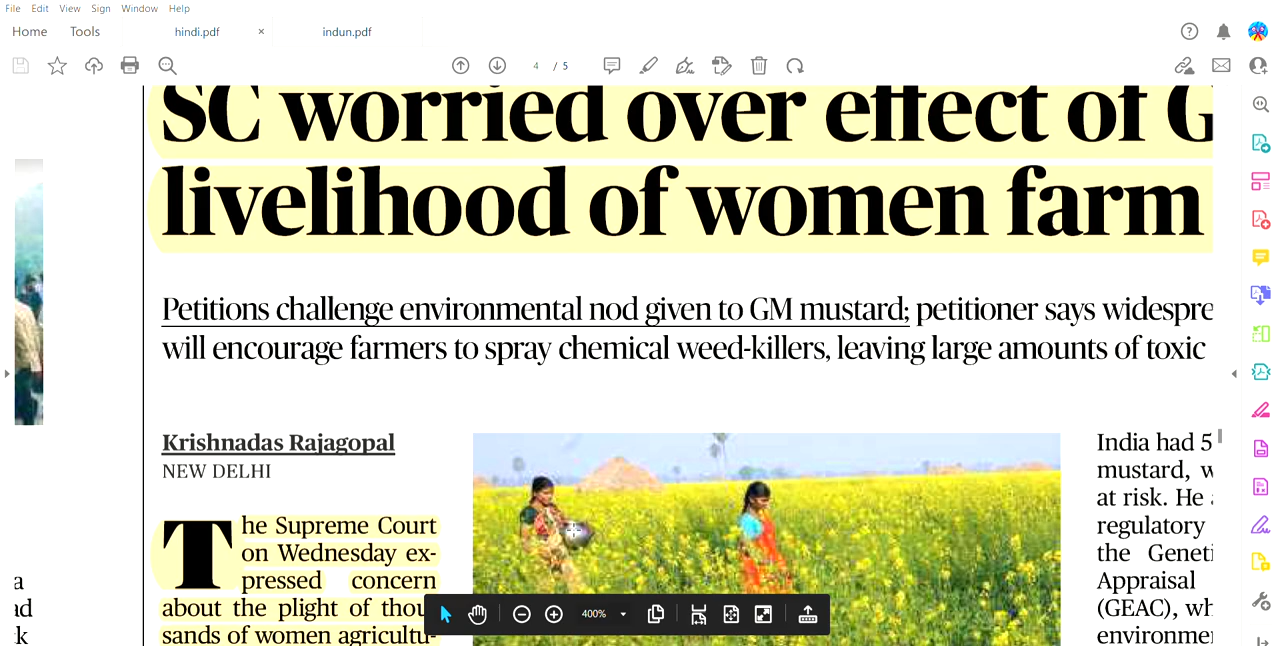 File Edit View Sign Window Help
Home Tools hindi.pdf × indun.pdf
4 / 5
SC worried over effect of G
livelihood of women farm
Petitions challenge environmental nod given to GM mustard; petitioner says widespre
will encourage farmers to spray chemical weed-killers, leaving large amounts of toxic
Krishnadas Rajagopal
NEW DELHI
The Supreme Court
on Wednesday ex-
pressed concern
about the plight of thou
sands of women agricultu-
India had 5
mustard, w
at risk. He
regulatory
the Geneti
Appraisal
(GEAC), wh
environmen
a
ad
k
400%